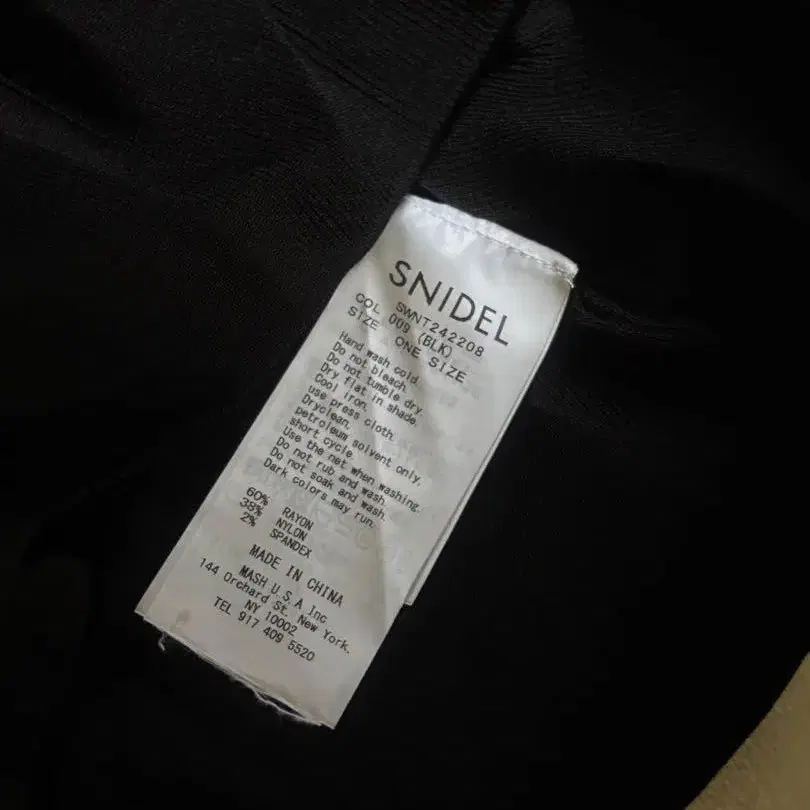 SNIDEL
SWNT242208
COL 009 (BLK)
SIZE ONE SIZE
Hand wash cold.
Do not bleach.
Do not tumble dry.
Dry flat in shade.
Cool iron.
use press cloth.
Dryclean,
petroleum solvent only,
short cycle.
Use the net when washing.
Do not rub and wash.
Do not soak and wash.
Dark colors may run.
60% RAYON
38% NYLON
2% SPANDEX
MADE IN CHINA
MASH U.S.A Inc
144 Orchard St. New York.
NY 10002
TEL 917 409 5520